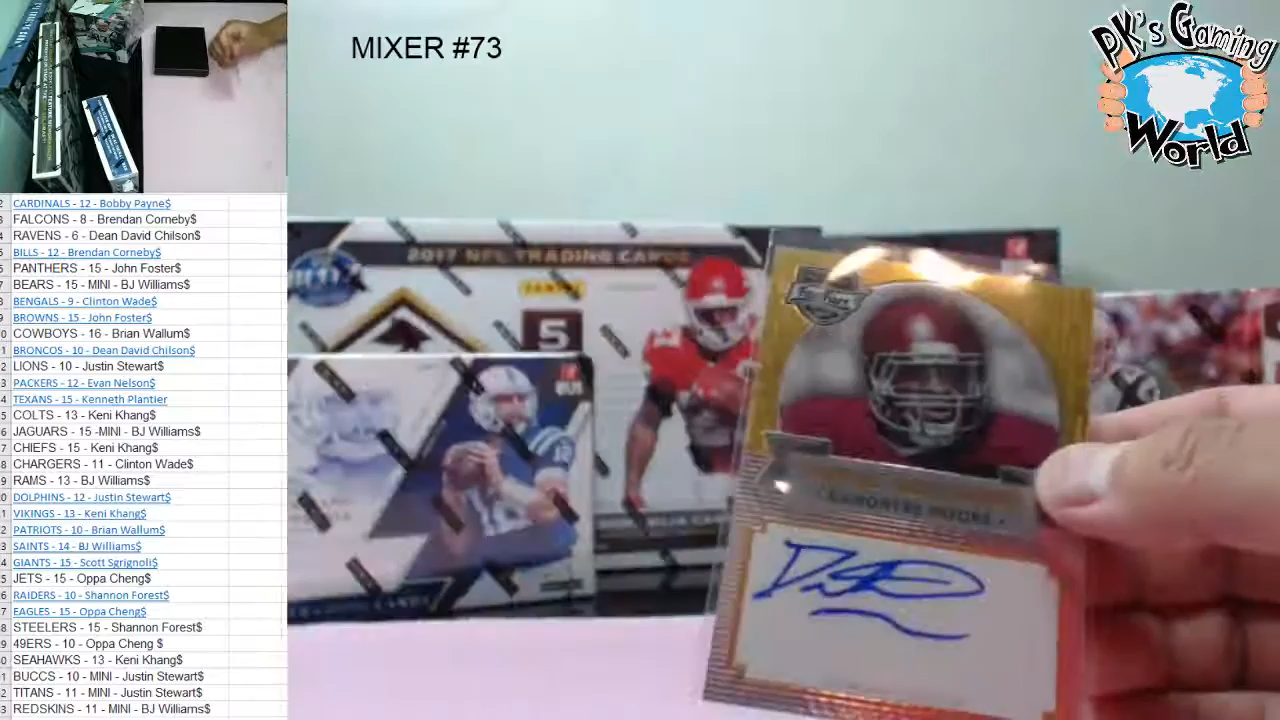 MIXER #73
PK's Gaming
World
CARDINALS - 12 - Bobby Payne$
FALCONS - 8 - Brendan Corneby$
RAVENS - 6 - Dean David Chilson$
BILLS - 12 - Brendan Corneby$
PANTHERS - 15 - John Foster$
BEARS - 15 - MINI - BJ Williams$
BENGALS - 9 - Clinton Wade$
BROWNS - 15 - John Foster$
COWBOYS - 16 - Brian Wallum$
BRONCOS - 10 - Dean David Chilson$
LIONS - 10 - Justin Stewart$
PACKERS - 12 - Evan Nelson$
TEXANS - 15 - Kenneth Plantier
COLTS - 13 - Keni Khang$
JAGUARS - 15 -MINI - BJ Williams$
CHIEFS - 15 - Keni Khang$
CHARGERS - 11 - Clinton Wade$
RAMS - 13 - BJ Williams$
DOLPHINS - 12 - Justin Stewart$
VIKINGS - 13 - Keni Khang$
PATRIOTS - 10 - Brian Wallum$
SAINTS - 14 - BJ Williams$
GIANTS - 15 - Scott Sgrignoli$
JETS - 15 - Oppa Cheng$
RAIDERS - 10 - Shannon Forest$
EAGLES - 15 - Oppa Cheng$
STEELERS - 15 - Shannon Forest$
49ERS - 10 - Oppa Cheng $
SEAHAWKS - 13 - Keni Khang$
BUCCS - 10 - MINI - Justin Stewart$
TITANS - 11 - MINI - Justin Stewart$
REDSKINS - 11 - MINI - BJ Williams$
2017 NFL TRADING CARDS
PANINI
5